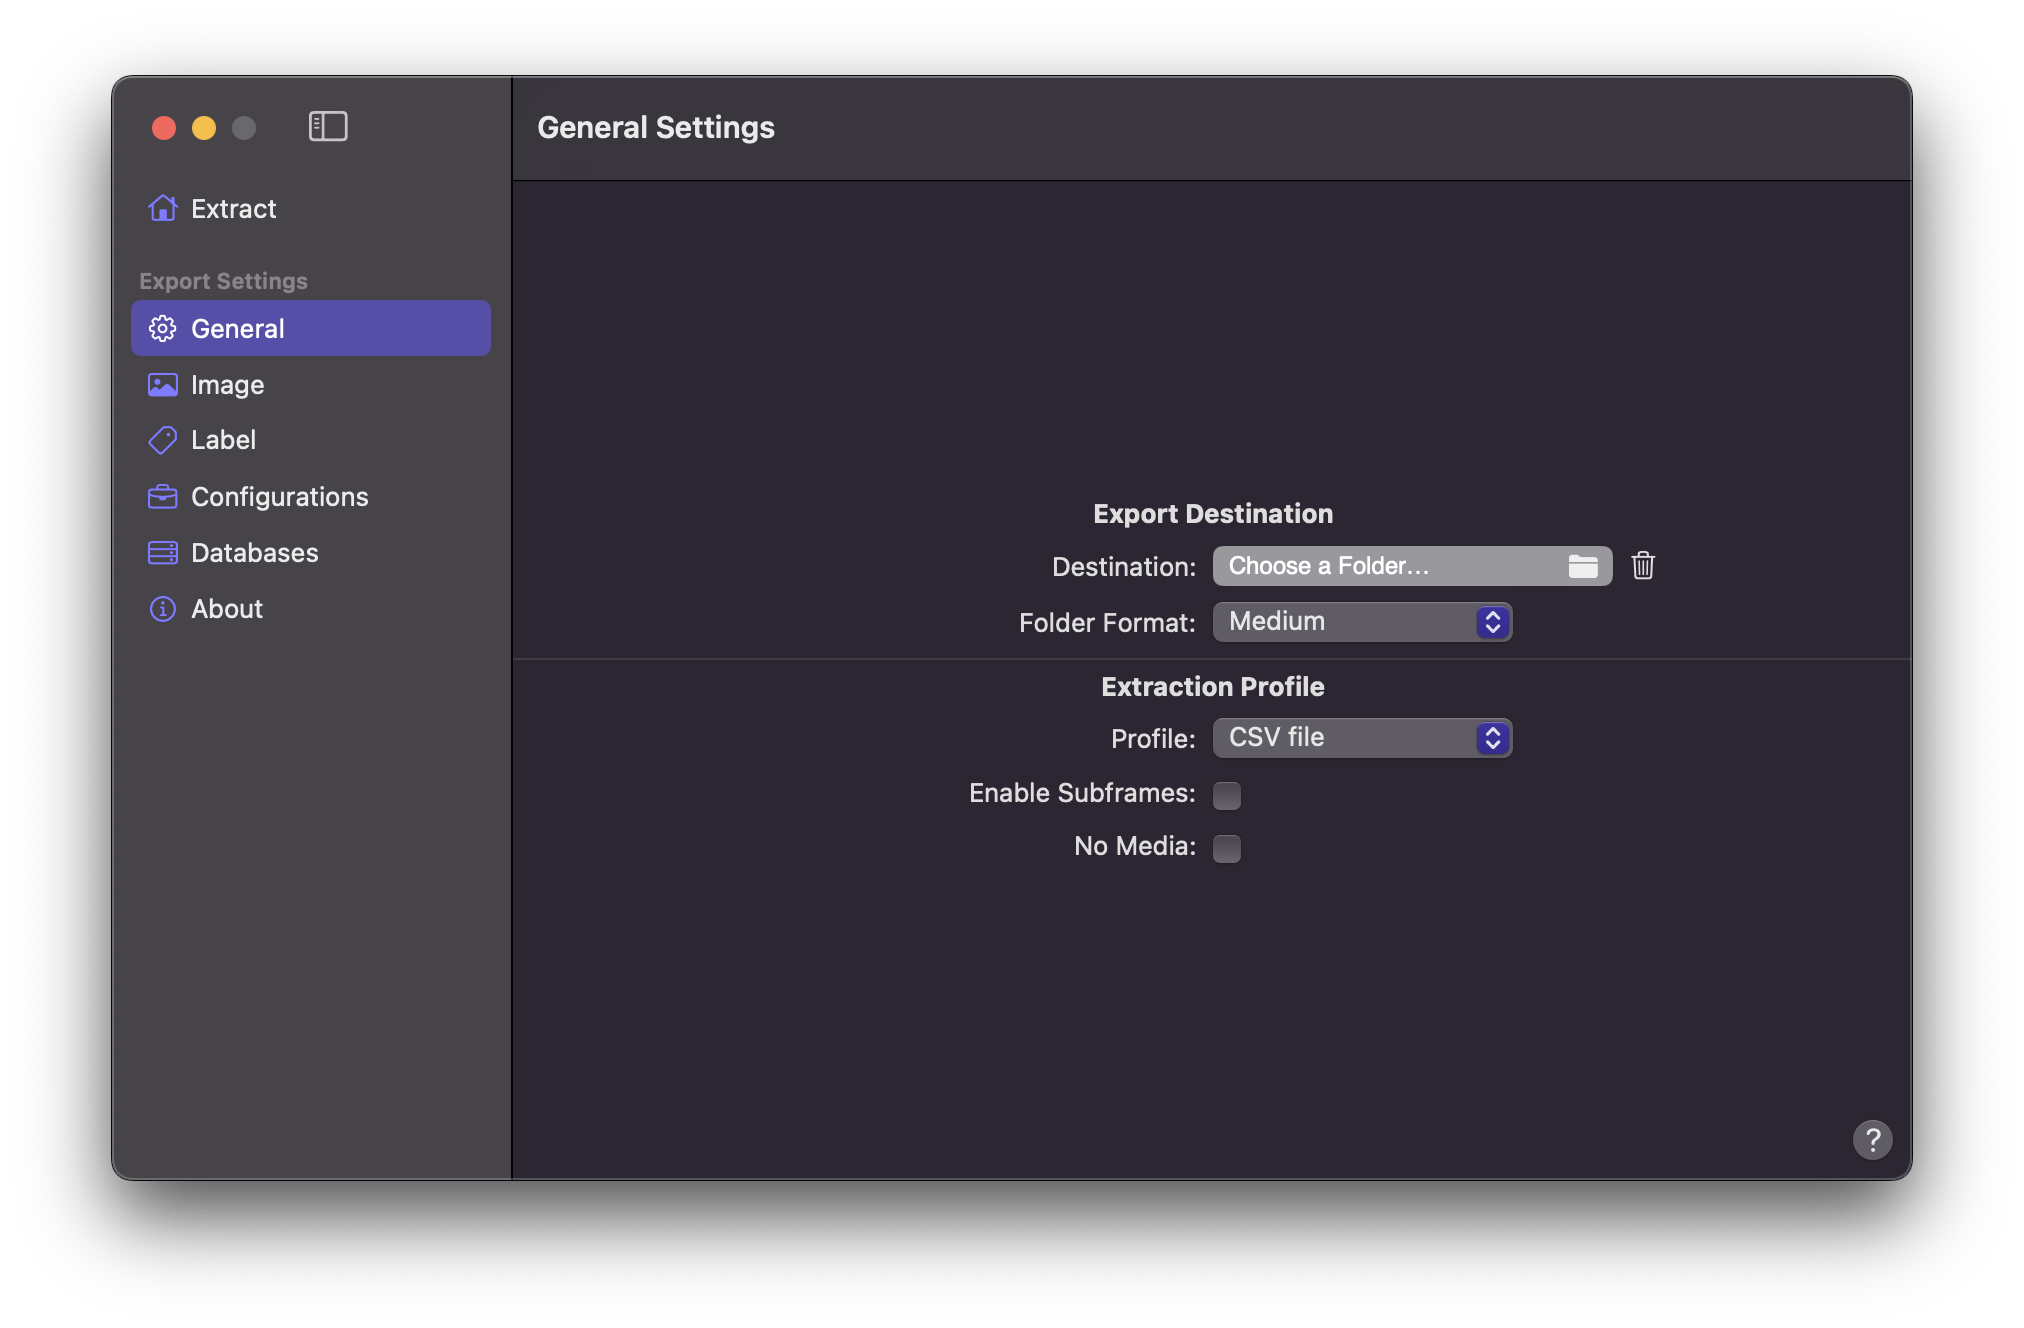 General Settings
Extract
Export Settings
General
Image
Label
Configurations
Databases
About
Export Destination
Destination: Choose a Folder…
Folder Format: Medium
Extraction Profile
Profile: CSV file
Enable Subframes:
No Media:
?